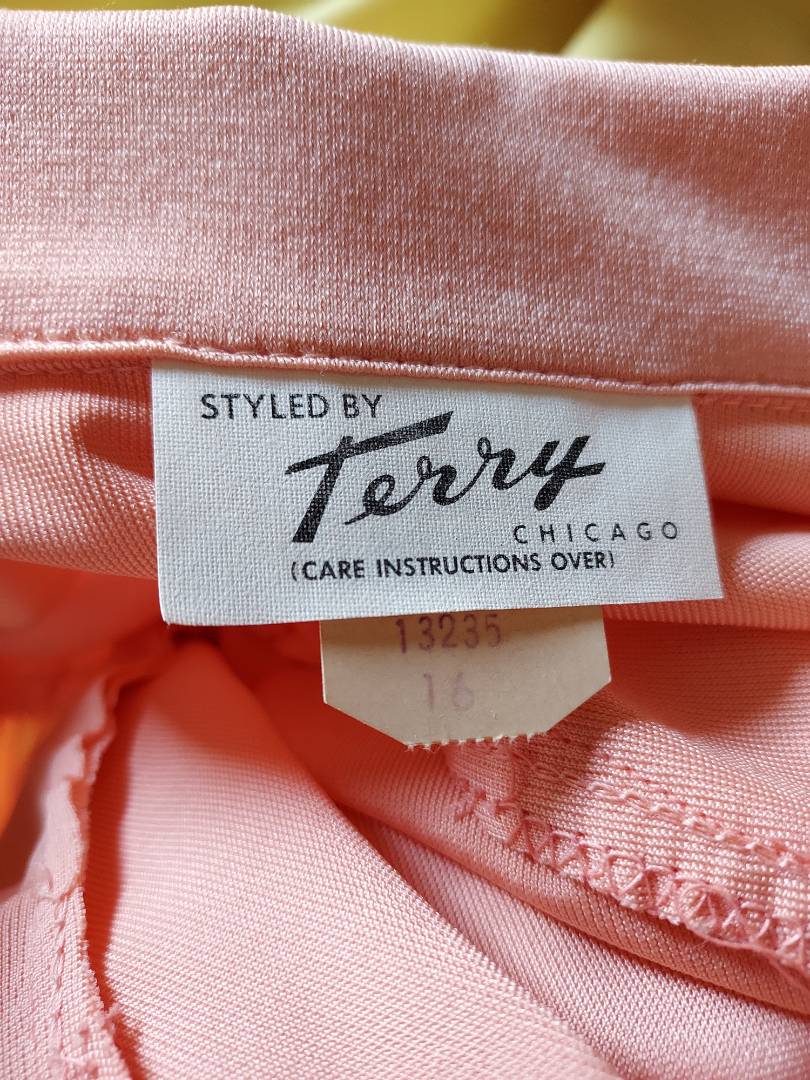 STYLED BY
Terry
CHICAGO
(CARE INSTRUCTIONS OVER)
13235
16